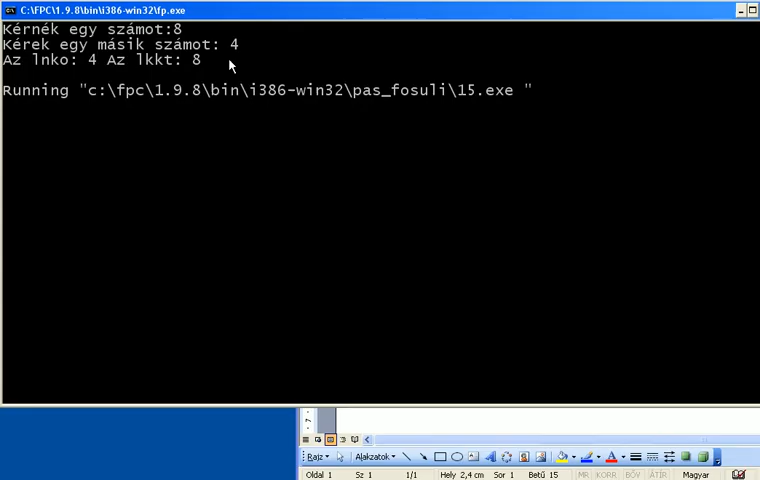 C:\FPC\1.9.8\bin\i386-win32\fp.exe
Kérnék egy számot:8
Kérek egy másik számot: 4
Az lnko: 4 Az lkkt: 8
Running "c:\fpc\1.9.8\bin\i386-win32\pas_fosuli\15.exe "
Rajz Alakzatok
Oldal 1 Sz 1 1/1 Hely 2,4 cm Sor 1 Betű 15 MR KORR BŐV ÁTÍR Magyar